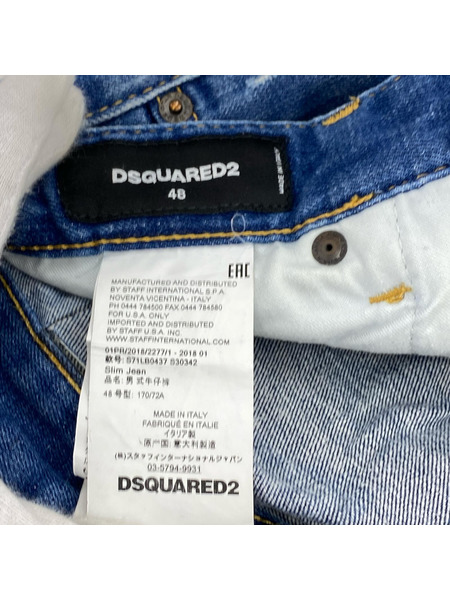 DSQUARED2
48
MADE IN ITALY
EAC
MANUFACTURED AND DISTRIBUTED
BY STAFF INTERNATIONAL S.P.A.
NOVENTA VICENTINA - ITALY
PH 0444 784500 FAX 0444 784580
FOR U.S.A. ONLY
IMPORTED AND DISTRIBUTED
BY STAFF U.S.A. INC.
WWW.STAFFINTERNATIONAL.COM
01PR/2018/2277/1 - 2018 01
款号: S71LB0437 S30342
Slim Jean
品名: 男式牛仔裤
48 号型: 170/72A
MADE IN ITALY
FABRIQUÉ EN ITALIE
イタリア製
原产国: 意大利製造
(株)スタッフインターナショナルジャパン
03-5794-9931
DSQUARED2